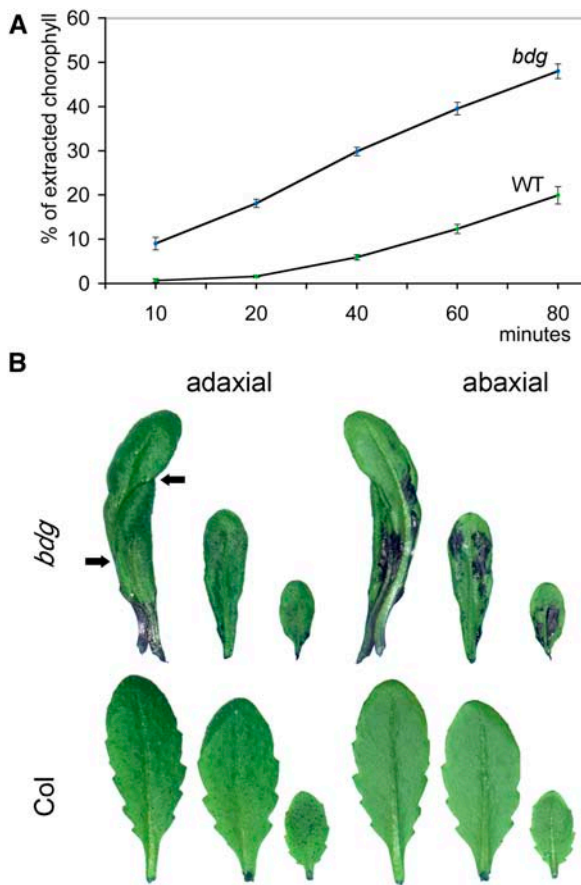 A
% of extracted chorophyll
60
50
40
30
20
10
0
bdg
WT
10 20 40 60 80
minutes
B
adaxial abaxial
bdg
Col